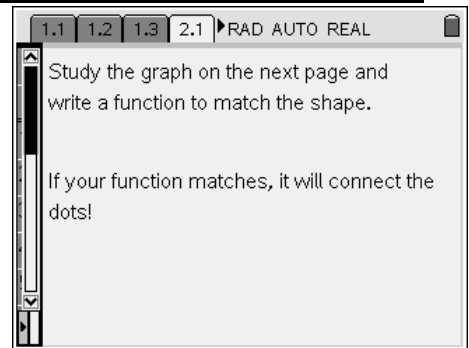 1.1 1.2 1.3 2.1 RAD AUTO REAL
Study the graph on the next page and
write a function to match the shape.
If your function matches, it will connect the
dots!